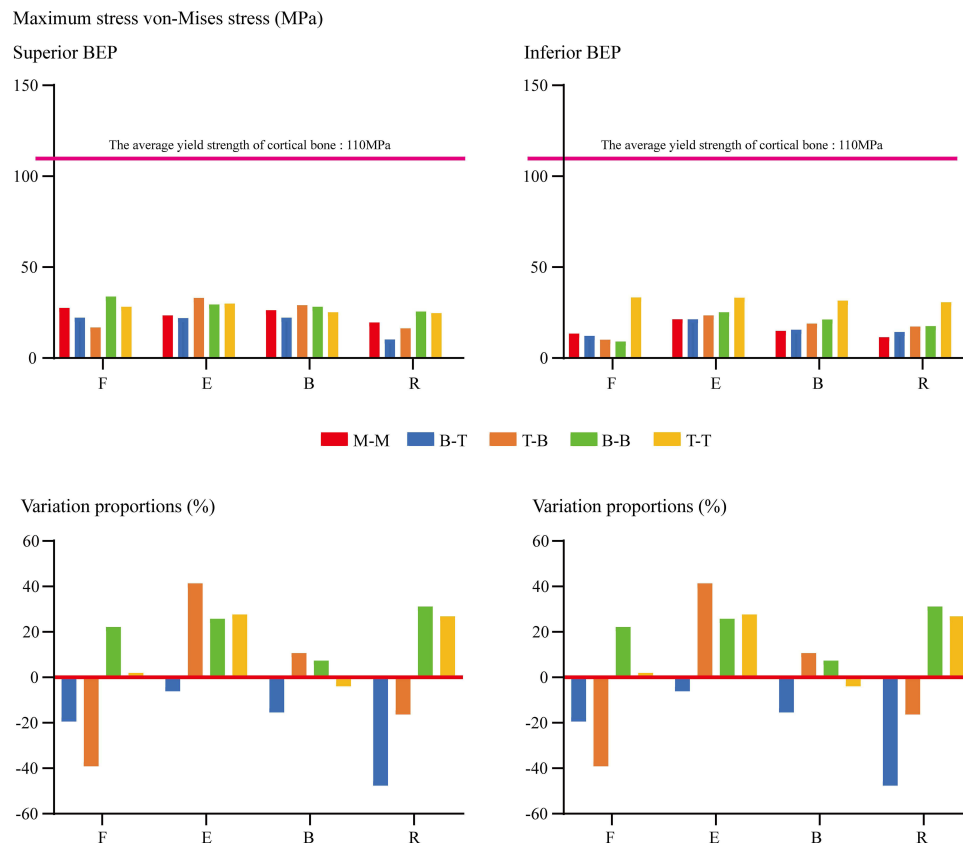 Maximum stress von-Mises stress (MPa)
Superior BEP
150
100
50
0
The average yield strength of cortical bone : 110MPa
F E B R
Inferior BEP
150
100
50
0
The average yield strength of cortical bone : 110MPa
F E B R
M-M B-T T-B B-B T-T
Variation proportions (%)
60
40
20
0
-20
-40
-60
F E B R
Variation proportions (%)
60
40
20
0
-20
-40
-60
F E B R